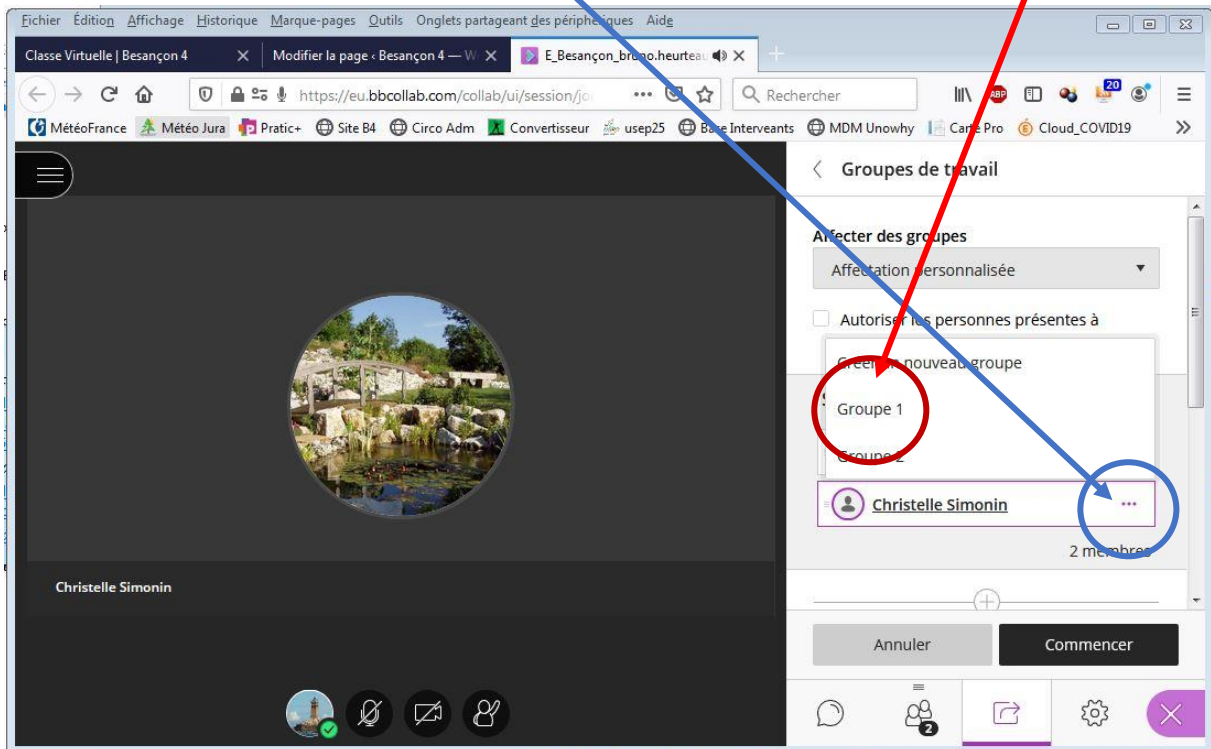 Fichier Édition Affichage Historique Marque-pages Outils Onglets partageant des périphériques Aide
Classe Virtuelle | Besançon 4 Modifier la page ‹ Besançon 4 — W E_Besançon_bruno.heurteau
https://eu.bbcollab.com/collab/ui/session/jo Rechercher ABP 20
MétéoFrance Météo Jura Pratic+ Site B4 Circo Adm Convertisseur usep25 Base Interveants MDM Unowhy Carte Pro Cloud_COVID19
Groupes de travail
Affecter des groupes
Affectation personnalisée
Autoriser les personnes présentes à
Créer un nouveau groupe
Groupe 1
Groupe 2
Christelle Simonin
2 membres
Christelle Simonin
Annuler Commencer
2